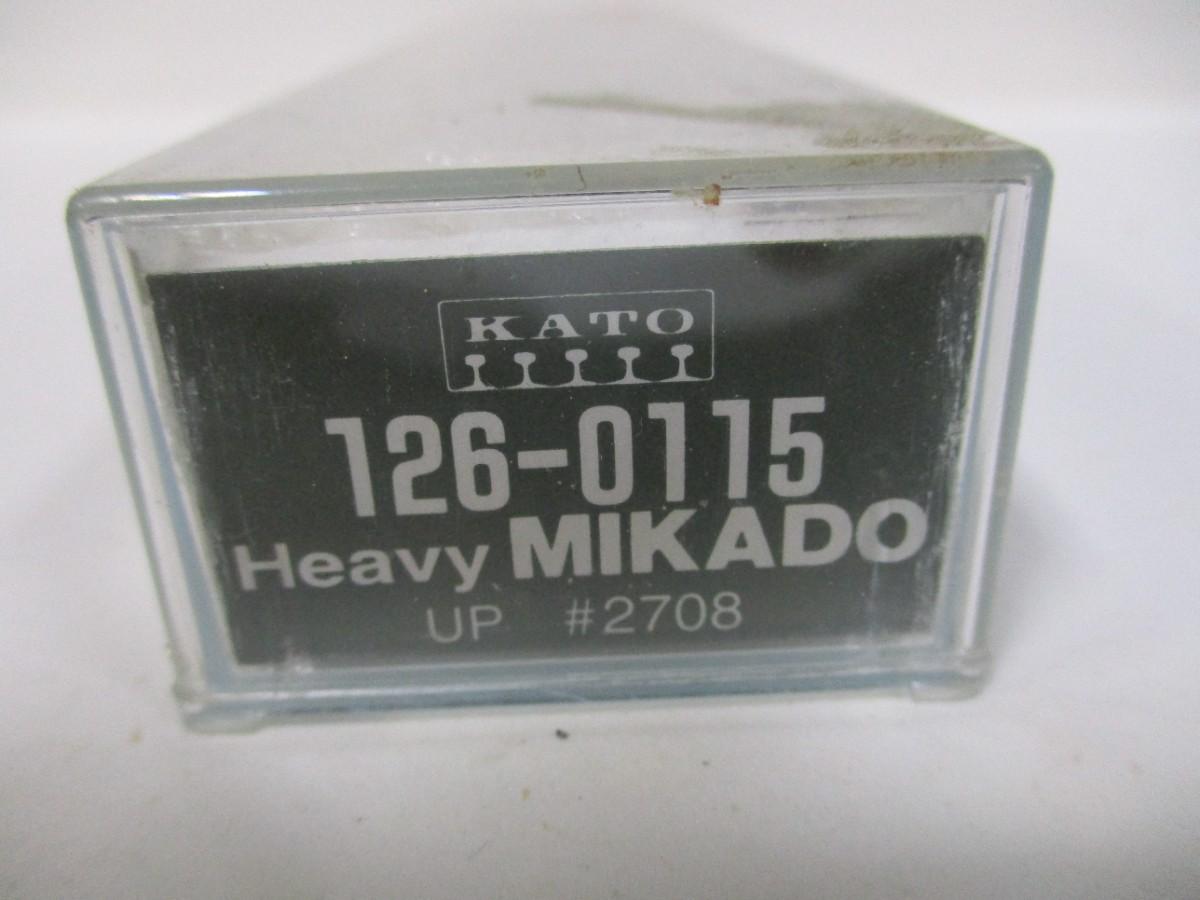 KATO
126-0115
Heavy MIKADO
UP #2708